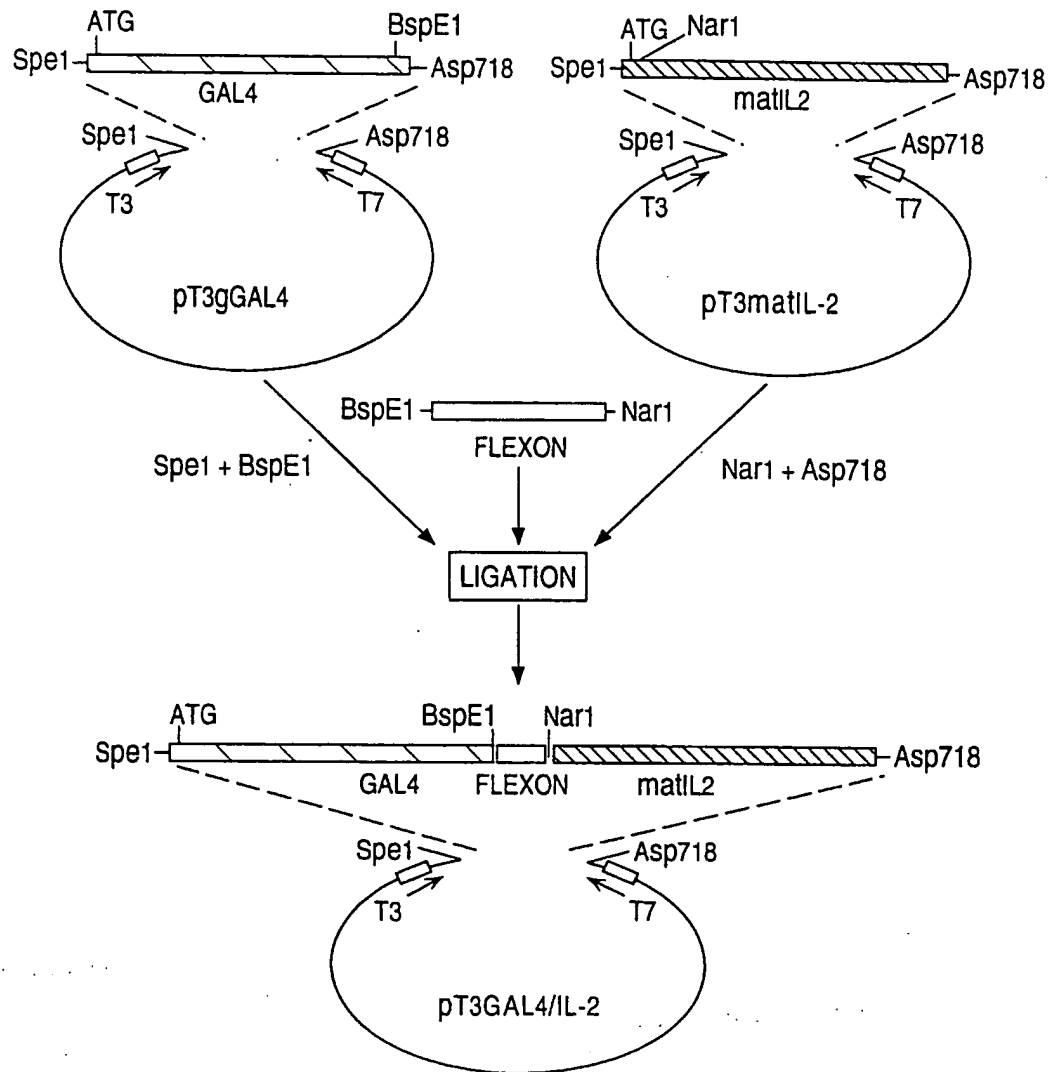 ATG
BspE1
Spe1
Asp718
GAL4
Spe1
Asp718
T3
T7
pT3gGAL4
ATG
Nar1
Spe1
Asp718
matIL2
Spe1
Asp718
T3
T7
pT3matIL-2
BspE1
Nar1
FLEXON
Spe1 + BspE1
Nar1 + Asp718
LIGATION
ATG
BspE1
Nar1
Spe1
Asp718
GAL4
FLEXON
matIL2
Spe1
Asp718
T3
T7
pT3GAL4/IL-2